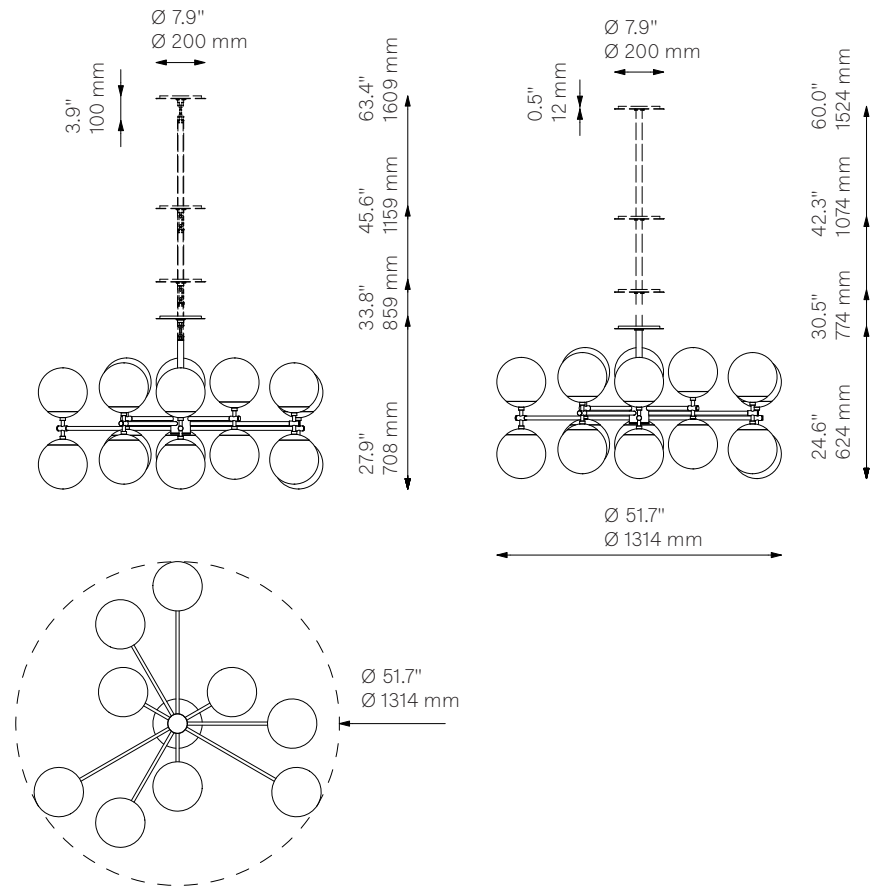 Ø 7.9"
Ø 200 mm
3.9"
100 mm
63.4"
1609 mm
45.6"
1159 mm
33.8"
859 mm
27.9"
708 mm
Ø 7.9"
Ø 200 mm
0.5"
12 mm
60.0"
1524 mm
42.3"
1074 mm
30.5"
774 mm
24.6"
624 mm
Ø 51.7"
Ø 1314 mm
Ø 51.7"
Ø 1314 mm